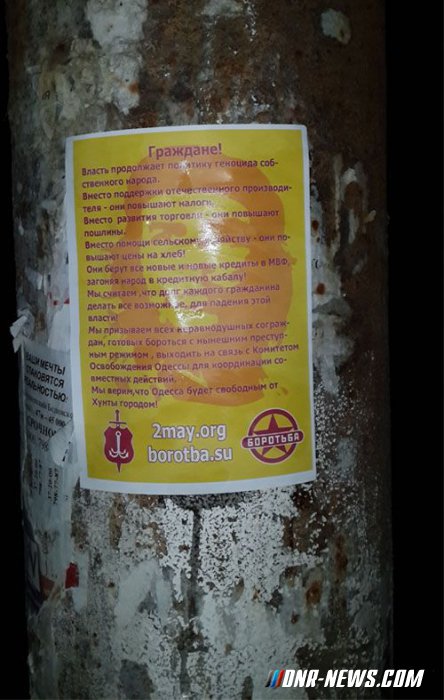 Граждане!
Власть продолжает политику геноцида соб-
ственного народа.
Вместо поддержки отечественного производи-
теля - они повышают налоги.
Вместо развития торговли - они повышают
пошлины.
Вместо помощи сельскому хозяйству - они по-
вышают цены на хлеб!
Они берут все новые и новые кредиты в МВФ,
загоняя народ в кредитную кабалу!
Мы считаем ,что долг каждого гражданина
делать все возможное, для падения этой
власти!
Мы призываем всех неравнодушных сограж-
дан, готовых бороться с нынешним преступ-
ным режимом , выходить на связь с Комитетом
Освобождения Одессы для координации со-
вместных действий.
Мы верим,что Одесса будет свободным от
Хунты городом!
2may.org
borotba.su
БОРОТЬБА
МЕЧТЫ
DNR-NEWS.COM